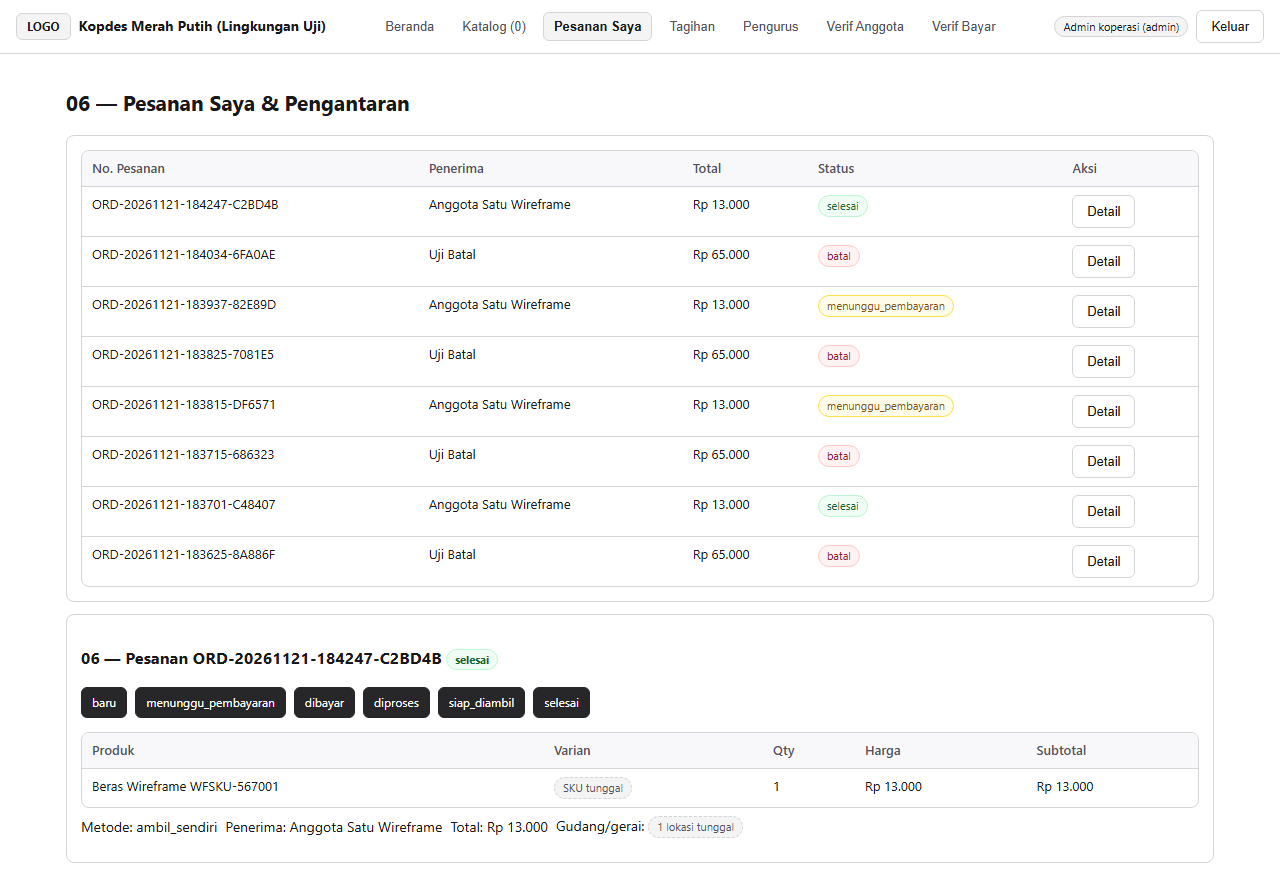 LOGO Kopdes Merah Putih (Lingkungan Uji) Beranda Katalog (0) Pesanan Saya Tagihan Pengurus Verif Anggota Verif Bayar Admin koperasi (admin) Keluar
06 — Pesanan Saya & Pengantaran
No. Pesanan Penerima Total Status Aksi
ORD-20261121-184247-C2BD4B Anggota Satu Wireframe Rp 13.000 selesai Detail
ORD-20261121-184034-6FA0AE Uji Batal Rp 65.000 batal Detail
ORD-20261121-183937-82E89D Anggota Satu Wireframe Rp 13.000 menunggu_pembayaran Detail
ORD-20261121-183825-7081E5 Uji Batal Rp 65.000 batal Detail
ORD-20261121-183815-DF6571 Anggota Satu Wireframe Rp 13.000 menunggu_pembayaran Detail
ORD-20261121-183715-686323 Uji Batal Rp 65.000 batal Detail
ORD-20261121-183701-C48407 Anggota Satu Wireframe Rp 13.000 selesai Detail
ORD-20261121-183625-8A886F Uji Batal Rp 65.000 batal Detail
06 — Pesanan ORD-20261121-184247-C2BD4B selesai
baru menunggu_pembayaran dibayar diproses siap_diambil selesai
Produk Varian Qty Harga Subtotal
Beras Wireframe WFSKU-567001 SKU tunggal 1 Rp 13.000 Rp 13.000
Metode: ambil_sendiri Penerima: Anggota Satu Wireframe Total: Rp 13.000 Gudang/gerai: 1 lokasi tunggal